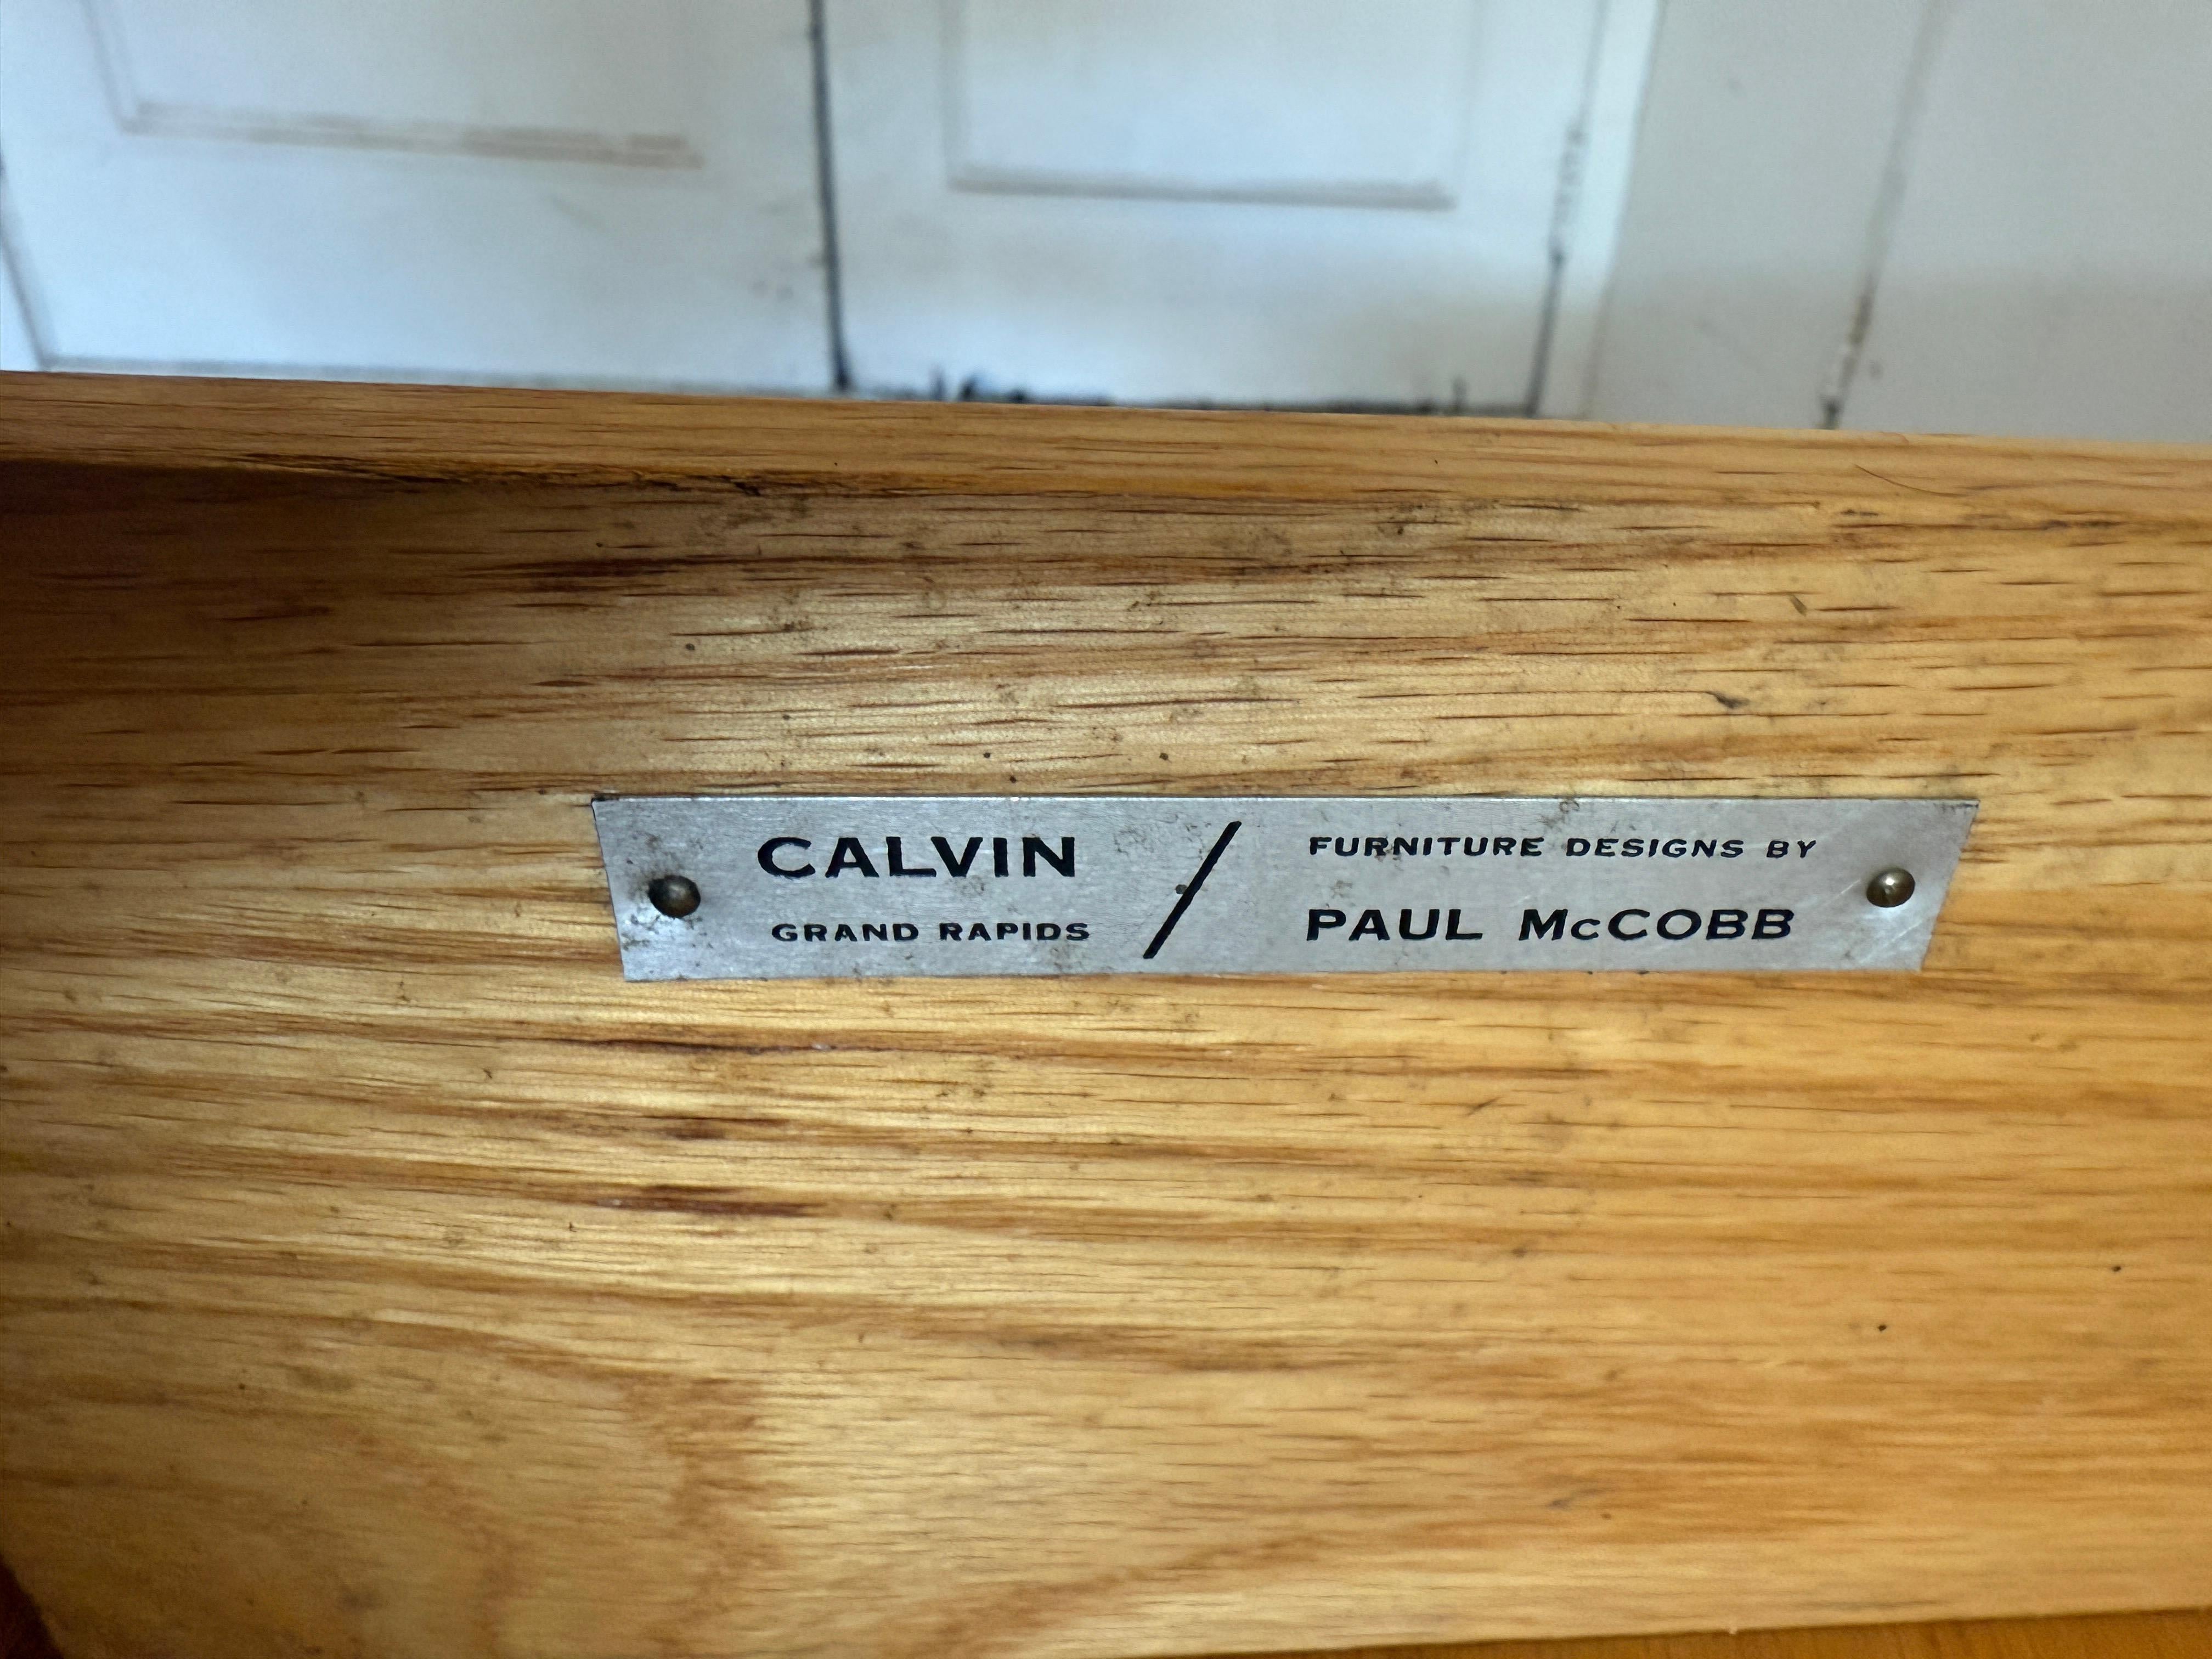 CALVIN
GRAND RAPIDS
/
FURNITURE DESIGNS BY
PAUL McCOBB